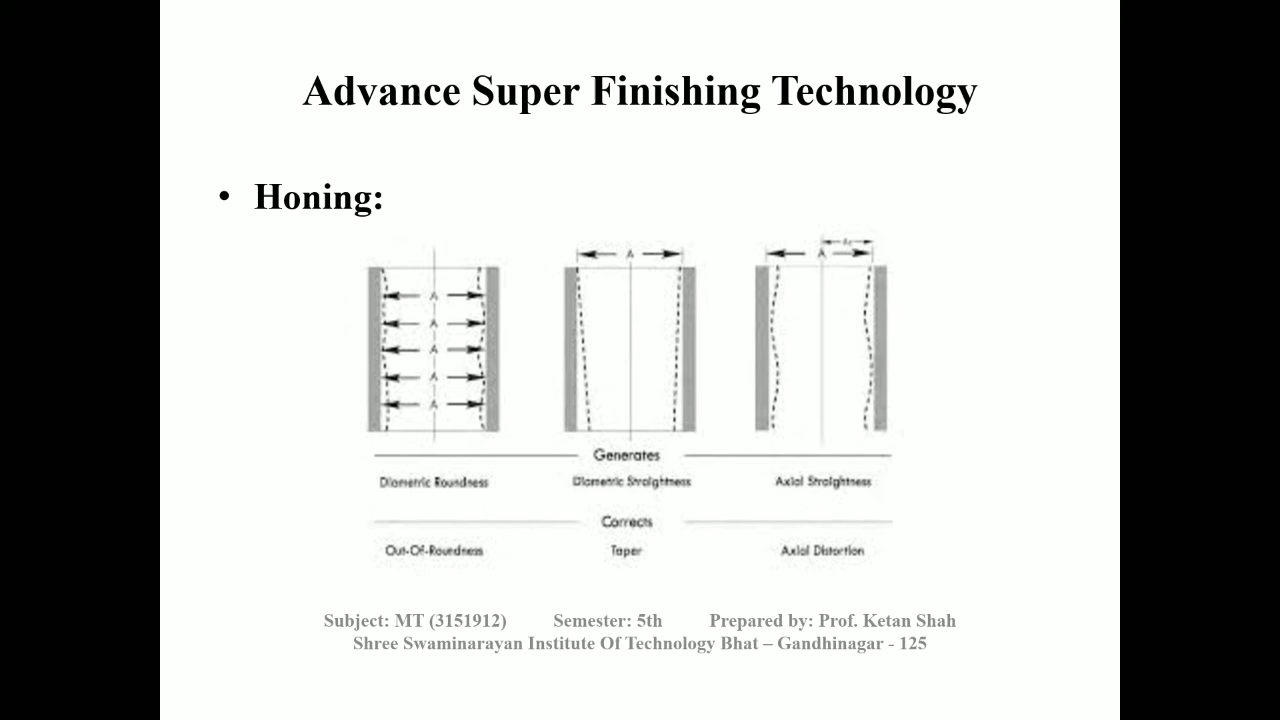 Advance Super Finishing Technology
• Honing:
A
A
A
A
A
A
A
Generates
Diametric Roundness Diametric Straightness Axial Straightness
Corrects
Out-Of-Roundness Taper Axial Distortion
Subject: MT (3151912) Semester: 5th Prepared by: Prof. Ketan Shah
Shree Swaminarayan Institute Of Technology Bhat – Gandhinagar - 125